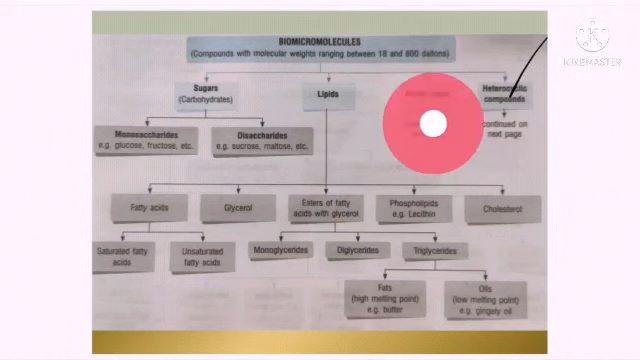 BIOMICROMOLECULES
(Compounds with molecular weights ranging between 18 and 800 daltons)
Sugars
(Carbohydrates)
Lipids
Heterocyclic
compounds
continued on
next page
Monosaccharides
e.g. glucose, fructose, etc.
Disaccharides
e.g. sucrose, maltose, etc.
Fatty acids
Glycerol
Esters of fatty
acids with glycerol
Phospholipids
e.g. Lecithin
Cholesterol
Saturated fatty
acids
Unsaturated
fatty acids
Monoglycerides
Diglycerides
Triglycerides
Fats
(high melting point)
e.g. butter
Oils
(low melting point)
e.g. gingely oil
KINEMASTER